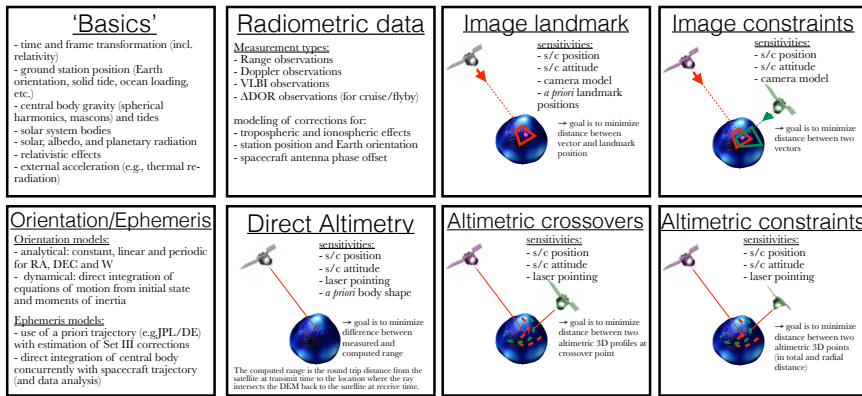 'Basics'
- time and frame transformation (incl.
relativity)
- ground station position (Earth
orientation, solid tide, ocean loading,
etc.)
- central body gravity (spherical
harmonics, mascons) and tides
- solar system bodies
- solar, albedo, and planetary radiation
- relativistic effects
- external acceleration (e.g., thermal re-
radiation)
Radiometric data
Measurement types:
- Range observations
- Doppler observations
- VLBI observations
- ΔDOR observations (for cruise/flyby)
modeling of corrections for:
- tropospheric and ionospheric effects
- station position and Earth orientation
- spacecraft antenna phase offset
Image landmark
sensitivities:
- s/c position
- s/c attitude
- camera model
- a priori landmark
positions
→ goal is to minimize
distance between
vector and landmark
position
Image constraints
sensitivities:
- s/c position
- s/c attitude
- camera model
→ goal is to minimize
distance between two
vectors
Orientation/Ephemeris
Orientation models:
- analytical: constant, linear and periodic
for RA, DEC and W
- dynamical: direct integration of
equations of motion from initial state
and moments of inertia
Ephemeris models:
- use of a priori trajectory (e.g.JPL/DE)
with estimation of Set III corrections
- direct integration of central body
concurrently with spacecraft trajectory
(and data analysis)
Direct Altimetry
sensitivities:
- s/c position
- s/c attitude
- laser pointing
- a priori body shape
→ goal is to minimize
difference between
measured and
computed range
The computed range is the round trip distance from the
satellite at transmit time to the location where the ray
intersects the DEM back to the satellite at receive time.
Altimetric crossovers
sensitivities:
- s/c position
- s/c attitude
- laser pointing
→ goal is to minimize
distance between two
altimetric 3D profiles at
crossover point
Altimetric constraints
sensitivities:
- s/c position
- s/c attitude
- laser pointing
→ goal is to minimize
distance between two
altimetric 3D points
(in total and radial
distance)